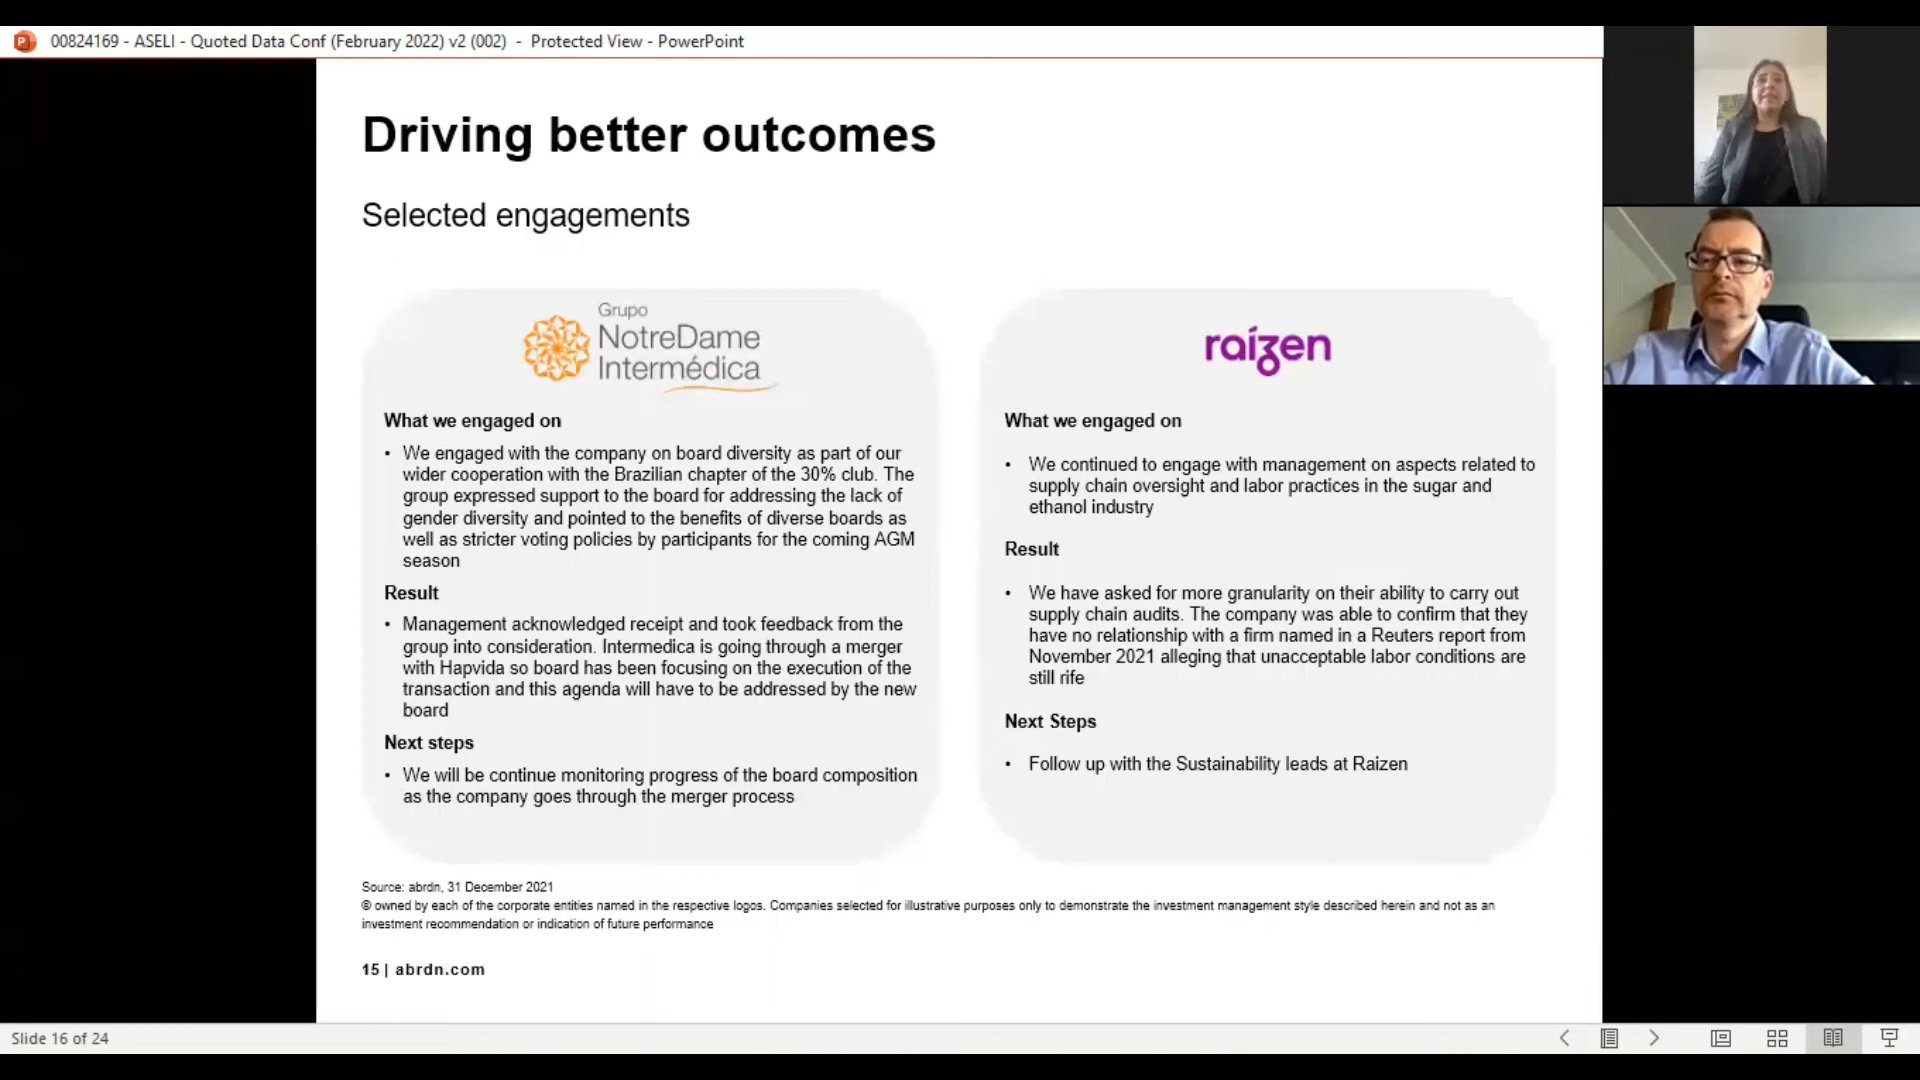 00824169 - ASELI - Quoted Data Conf (February 2022) v2 (002) - Protected View - PowerPoint
Driving better outcomes
Selected engagements
Grupo
NotreDame
Intermédica
What we engaged on
• We engaged with the company on board diversity as part of our
wider cooperation with the Brazilian chapter of the 30% club. The
group expressed support to the board for addressing the lack of
gender diversity and pointed to the benefits of diverse boards as
well as stricter voting policies by participants for the coming AGM
season
Result
• Management acknowledged receipt and took feedback from the
group into consideration. Intermedica is going through a merger
with Hapvida so board has been focusing on the execution of the
transaction and this agenda will have to be addressed by the new
board
Next steps
• We will be continue monitoring progress of the board composition
as the company goes through the merger process
raízen
What we engaged on
• We continued to engage with management on aspects related to
supply chain oversight and labor practices in the sugar and
ethanol industry
Result
• We have asked for more granularity on their ability to carry out
supply chain audits. The company was able to confirm that they
have no relationship with a firm named in a Reuters report from
November 2021 alleging that unacceptable labor conditions are
still rife
Next Steps
• Follow up with the Sustainability leads at Raizen
Source: abrdn, 31 December 2021
© owned by each of the corporate entities named in the respective logos. Companies selected for illustrative purposes only to demonstrate the investment management style described herein and not as an
investment recommendation or indication of future performance
15 | abrdn.com
Slide 16 of 24